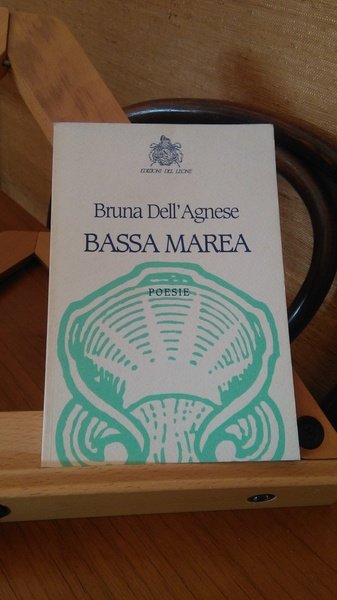 EDIZIONI DEL LEONE
Bruna Dell'Agnese
BASSA MAREA
POESIE